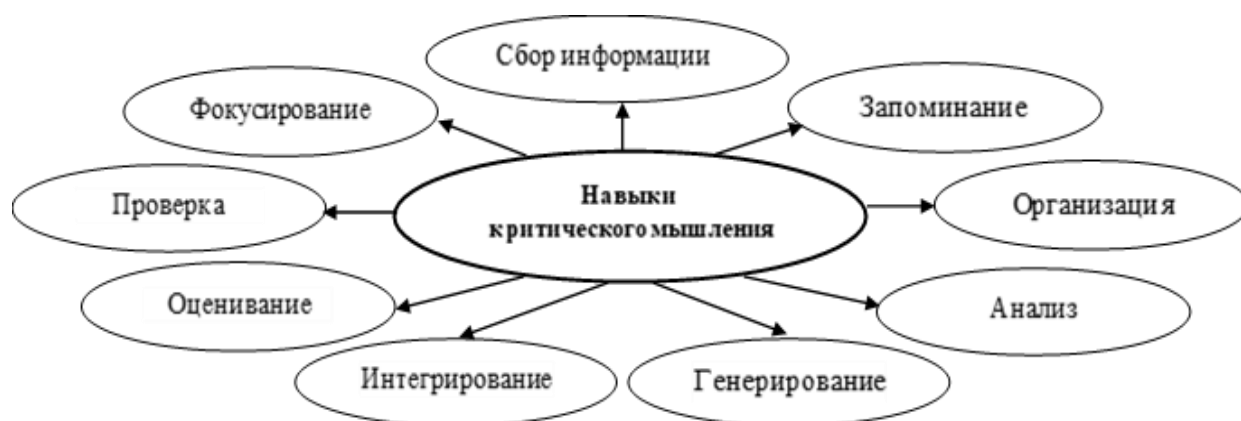 Сбор информации
Фокусирование
Запоминание
Навыки
критического мышления
Проверка
Организация
Оценивание
Анализ
Интегрирование
Генерирование